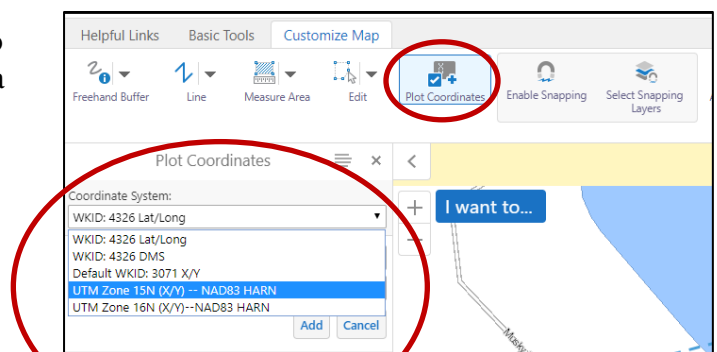 Helpful Links Basic Tools Customize Map
Freehand Buffer Line Measure Area Edit Plot Coordinates Enable Snapping Select Snapping
Layers
Plot Coordinates
Coordinate System:
WKID: 4326 Lat/Long
WKID: 4326 Lat/Long
WKID: 4326 DMS
Default WKID: 3071 X/Y
UTM Zone 15N (X/Y) -- NAD83 HARN
UTM Zone 16N (X/Y)--NAD83 HARN
Add Cancel
I want to...